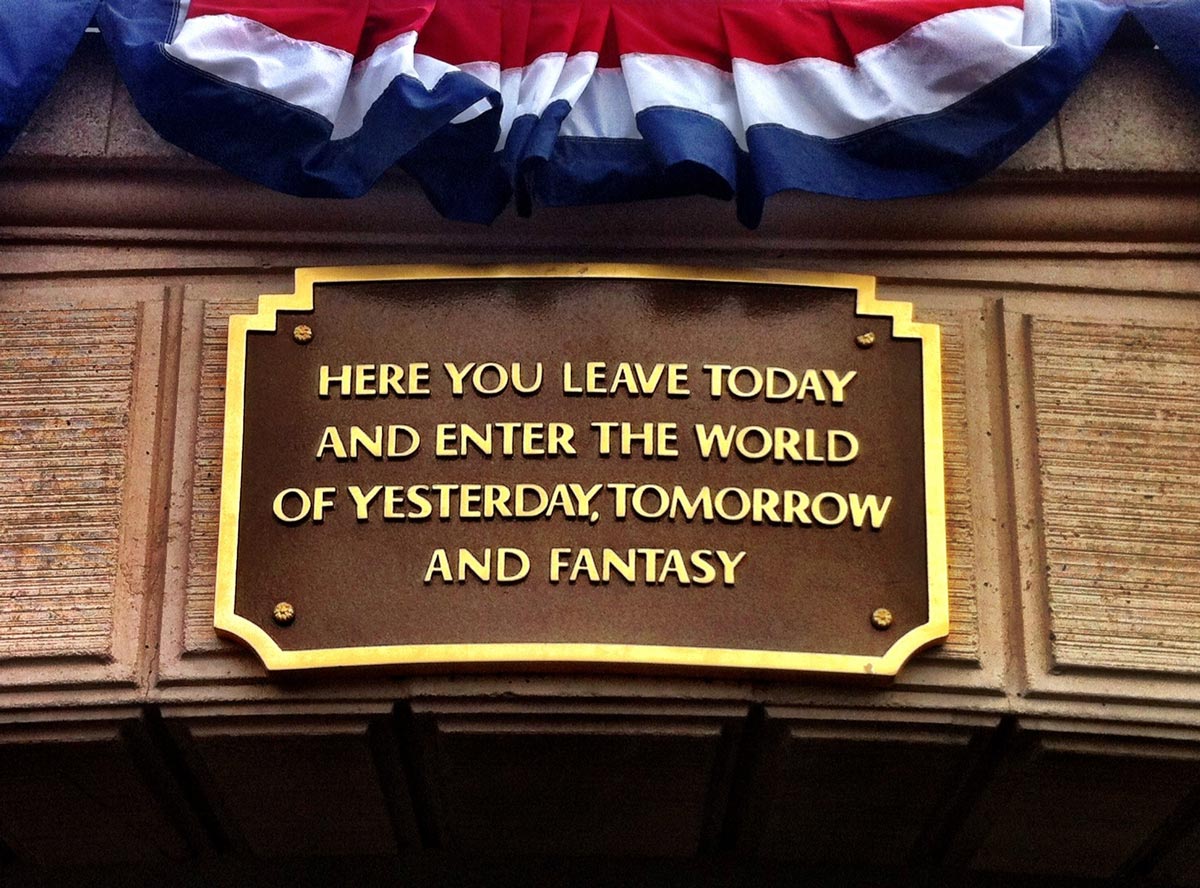 HERE YOU LEAVE TODAY
AND ENTER THE WORLD
OF YESTERDAY, TOMORROW
AND FANTASY